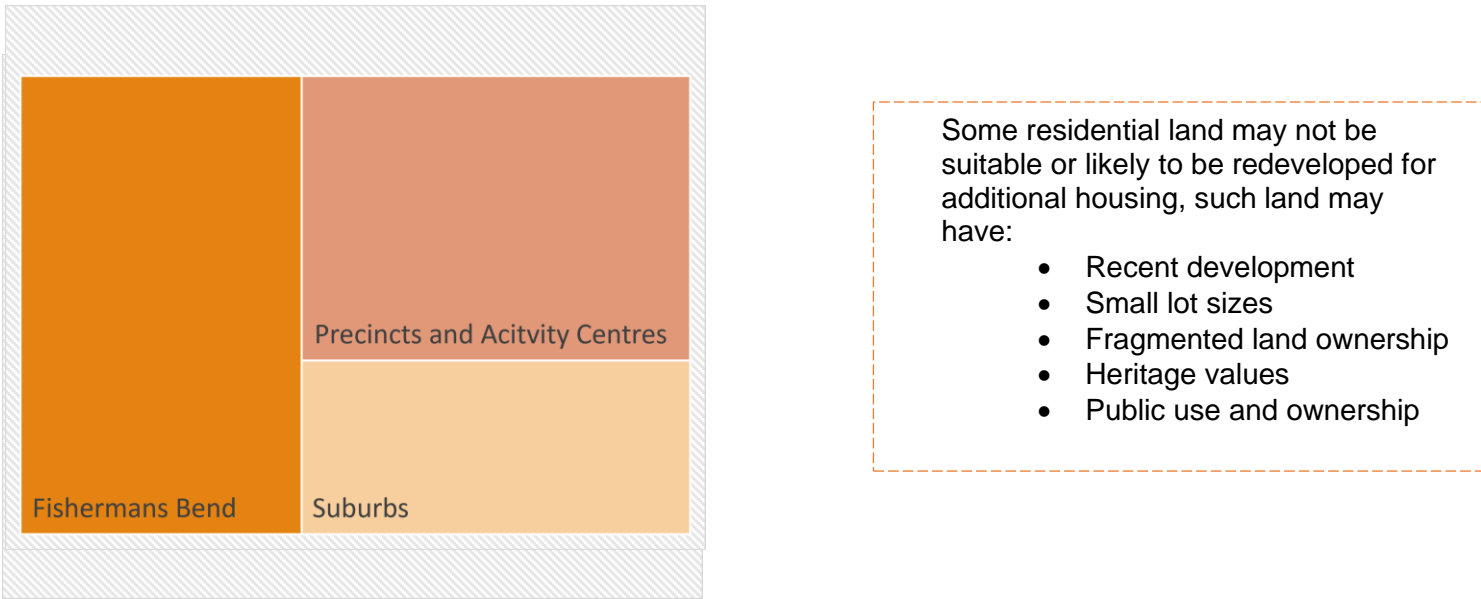 Precincts and Acitvity Centres
Fishermans Bend
Suburbs
Some residential land may not be
suitable or likely to be redeveloped for
additional housing, such land may
have:
• Recent development
• Small lot sizes
• Fragmented land ownership
• Heritage values
• Public use and ownership